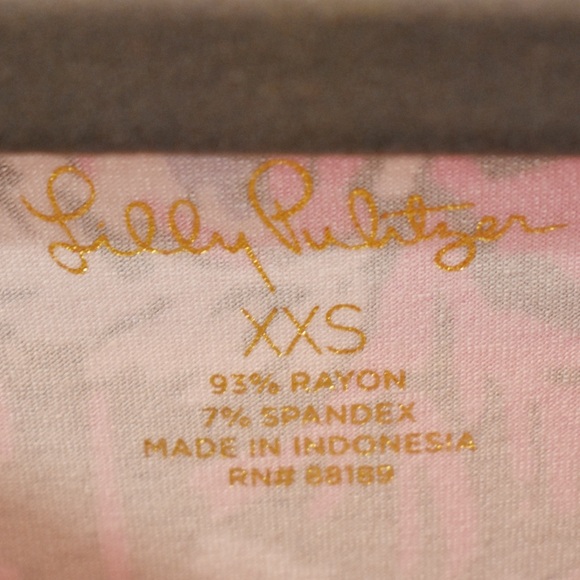 Lilly Pulitzer
XXS
93% RAYON
7% SPANDEX
MADE IN INDONESIA
RN# 88189